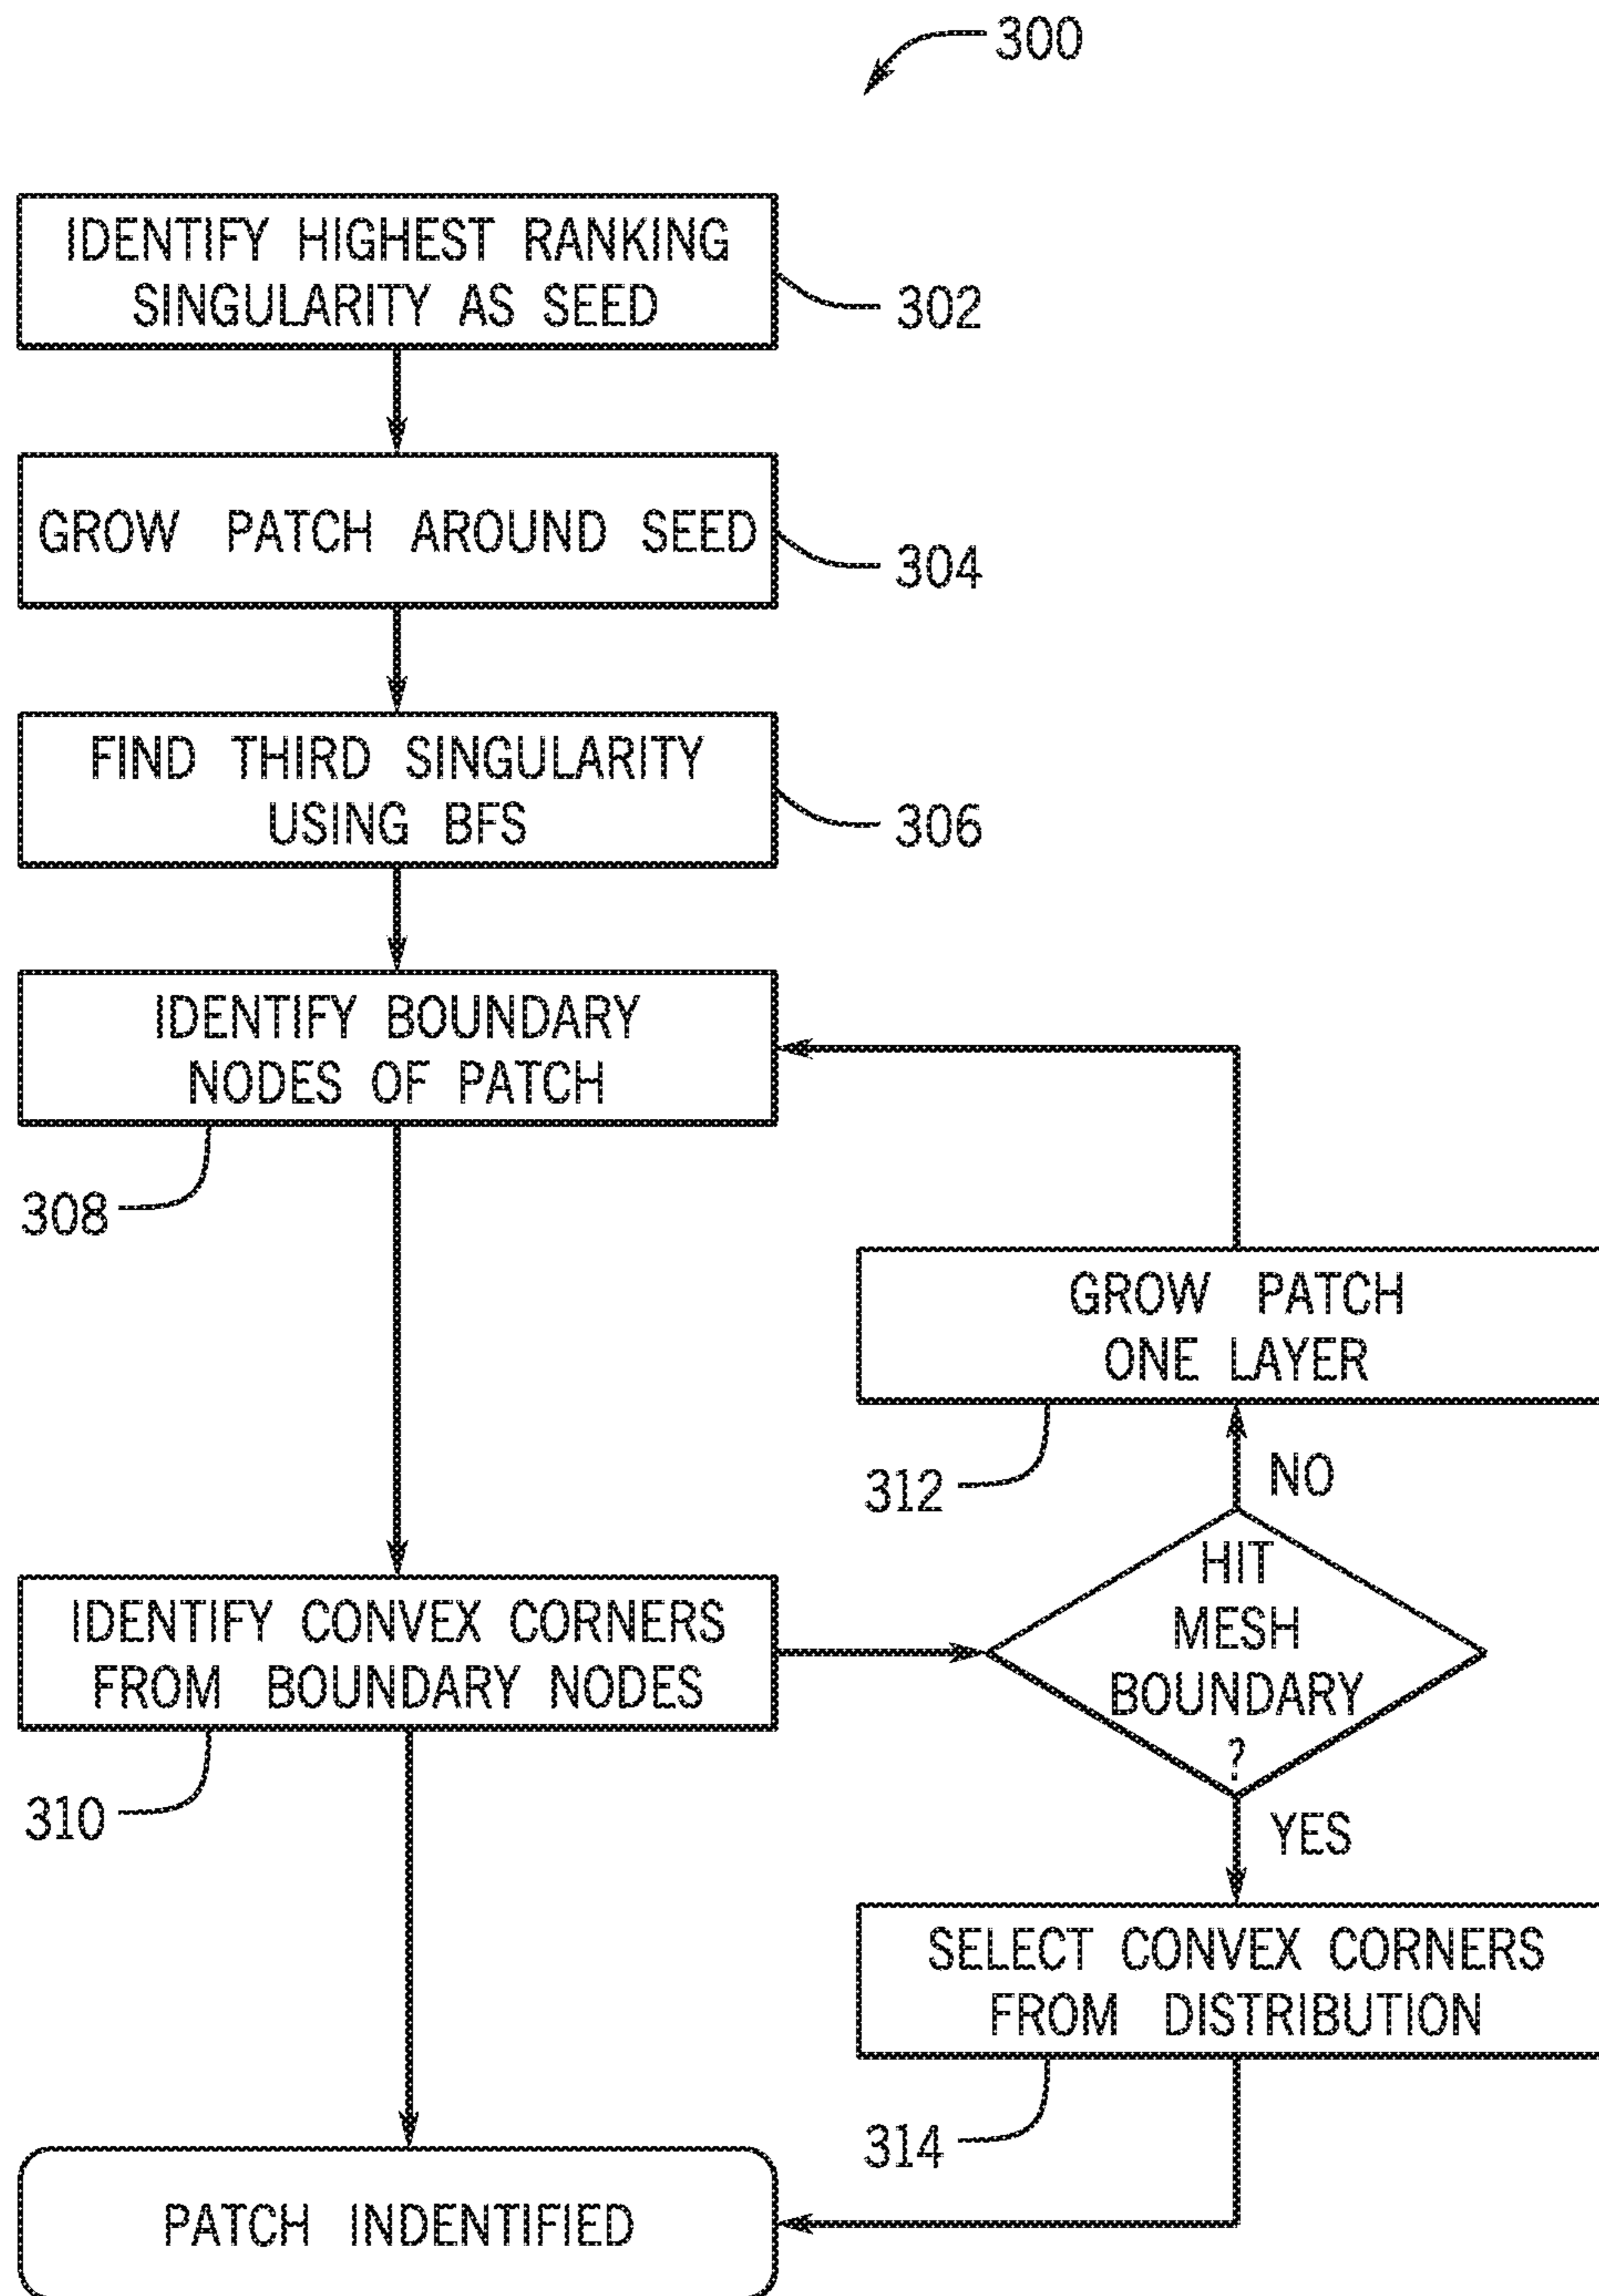 300
IDENTIFY HIGHEST RANKING
SINGULARITY AS SEED
302
GROW PATCH AROUND SEED
304
FIND THIRD SINGULARITY
USING BFS
306
IDENTIFY BOUNDARY
NODES OF PATCH
308
GROW PATCH
ONE LAYER
312
NO
HIT
MESH
BOUNDARY
?
IDENTIFY CONVEX CORNERS
FROM BOUNDARY NODES
310
YES
SELECT CONVEX CORNERS
FROM DISTRIBUTION
314
PATCH INDENTIFIED